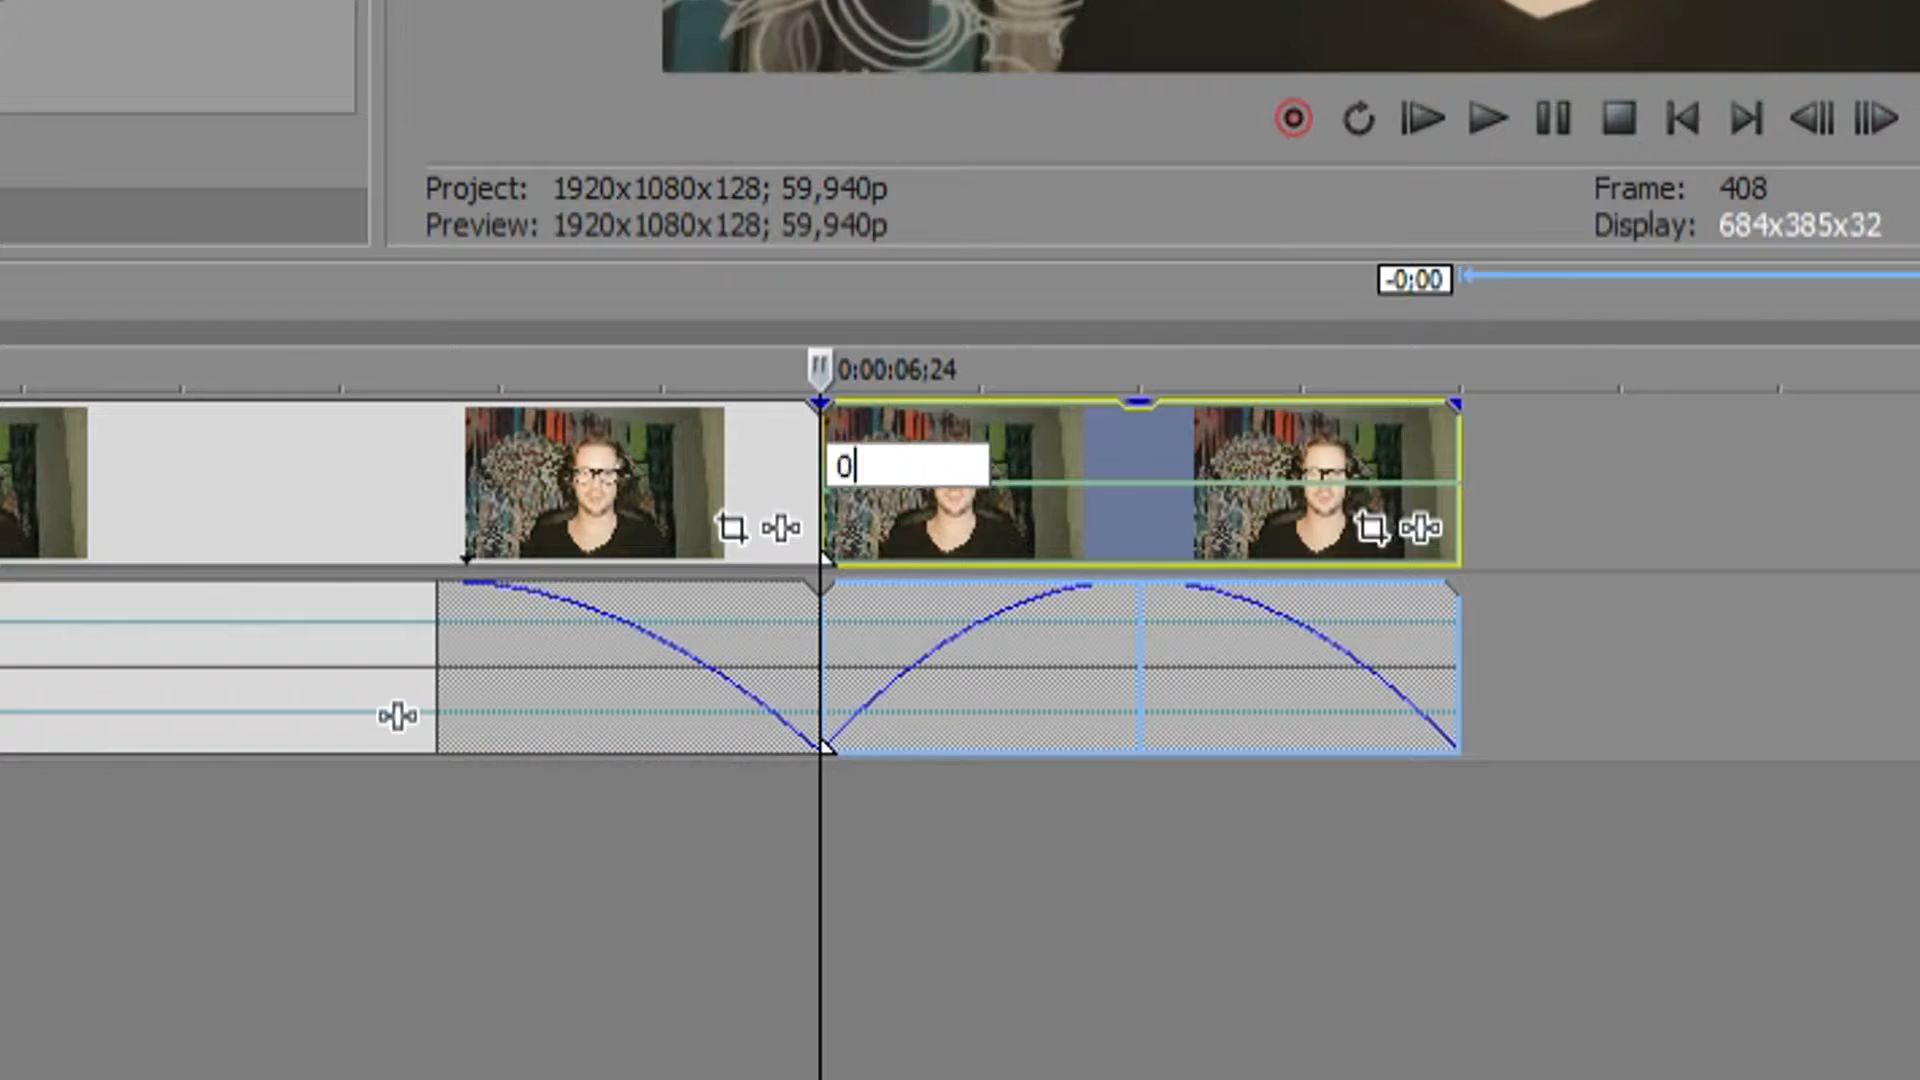 Project: 1920x1080x128; 59,940p
Preview: 1920x1080x128; 59,940p
Frame: 408
Display: 684x385x32
-0;00
0:00:06;24
0